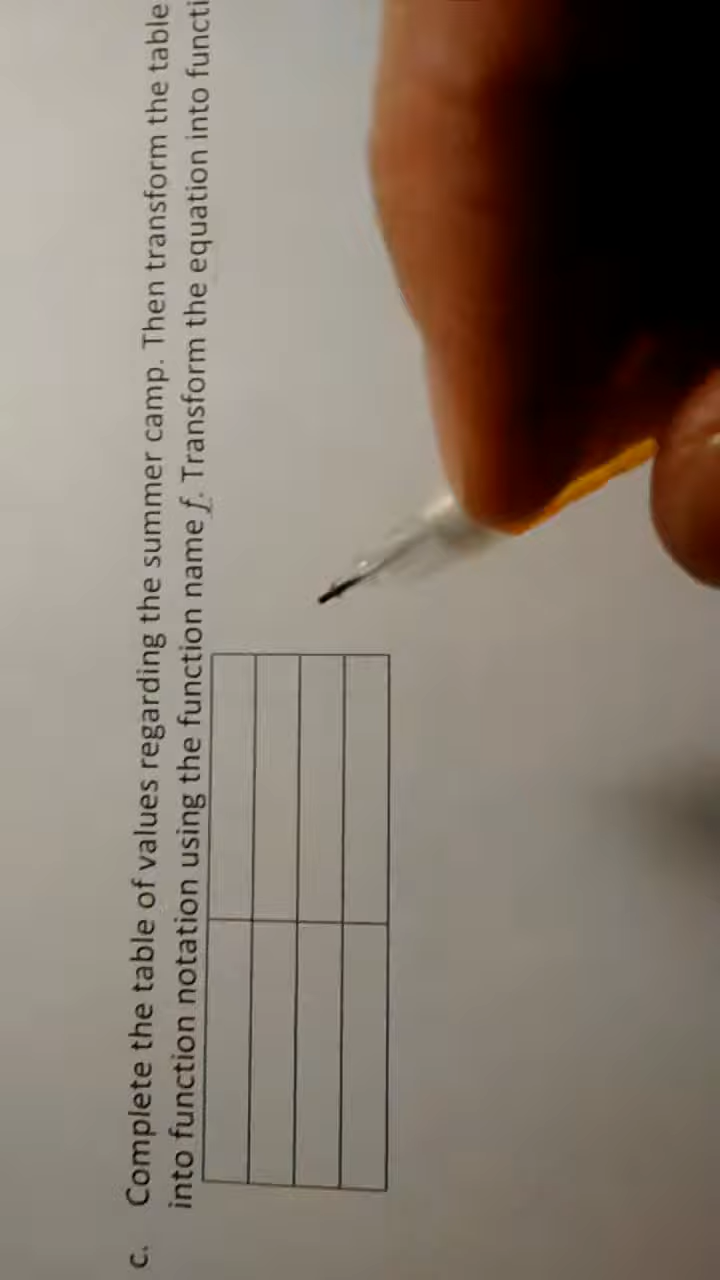 c. Complete the table of values regarding the summer camp. Then transform the table
into function notation using the function name f. Transform the equation into